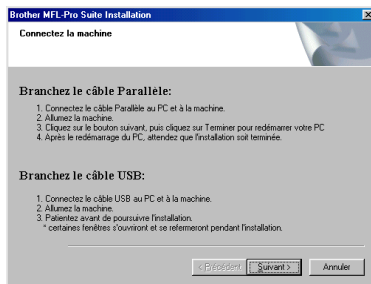 Brother MFL-Pro Suite Installation
Connectez la machine
Branchez le câble Parallèle:
1. Connectez le câble Parallèle au PC et à la machine.
2. Allumez la machine.
3. Cliquez sur le bouton suivant, puis cliquez sur Terminer pour redémarrer votre PC
4. Après le redémarrage du PC, attendez que l'installation soit terminée.
Branchez le câble USB:
1. Connectez le câble USB au PC et à la machine.
2. Allumez la machine.
3. Patientez avant de poursuivre l'installation.
* certaines fenêtres s'ouvriront et se refermeront pendant l'installation.
< Précédent Suivant > Annuler